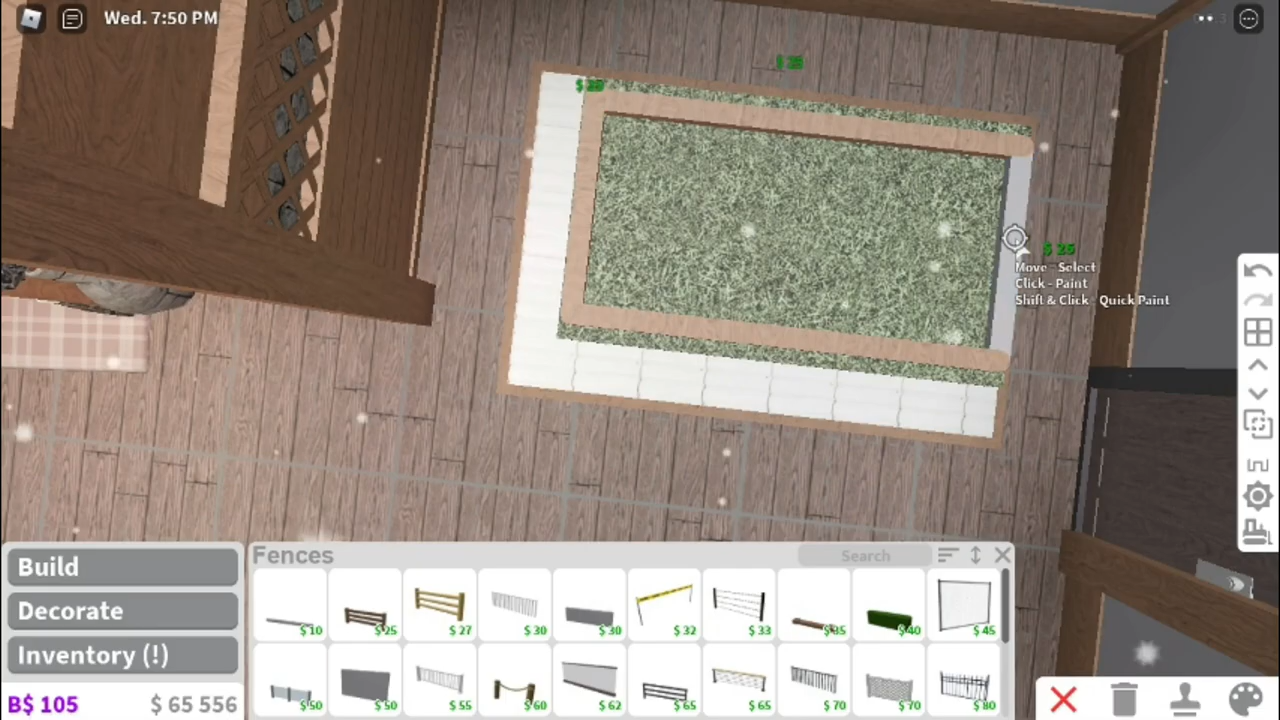 Wed. 7:50 PM
3
$ 25
Move - Select
Click - Paint
Shift & Click - Quick Paint
Build
Decorate
Inventory (!)
B$ 105
$ 65 556
Fences
Search
$ 10
$ 25
$ 27
$ 30
$ 30
$ 32
$ 33
$ 35
$ 40
$ 45
$ 50
$ 50
$ 55
$ 60
$ 62
$ 65
$ 65
$ 70
$ 70
$ 80